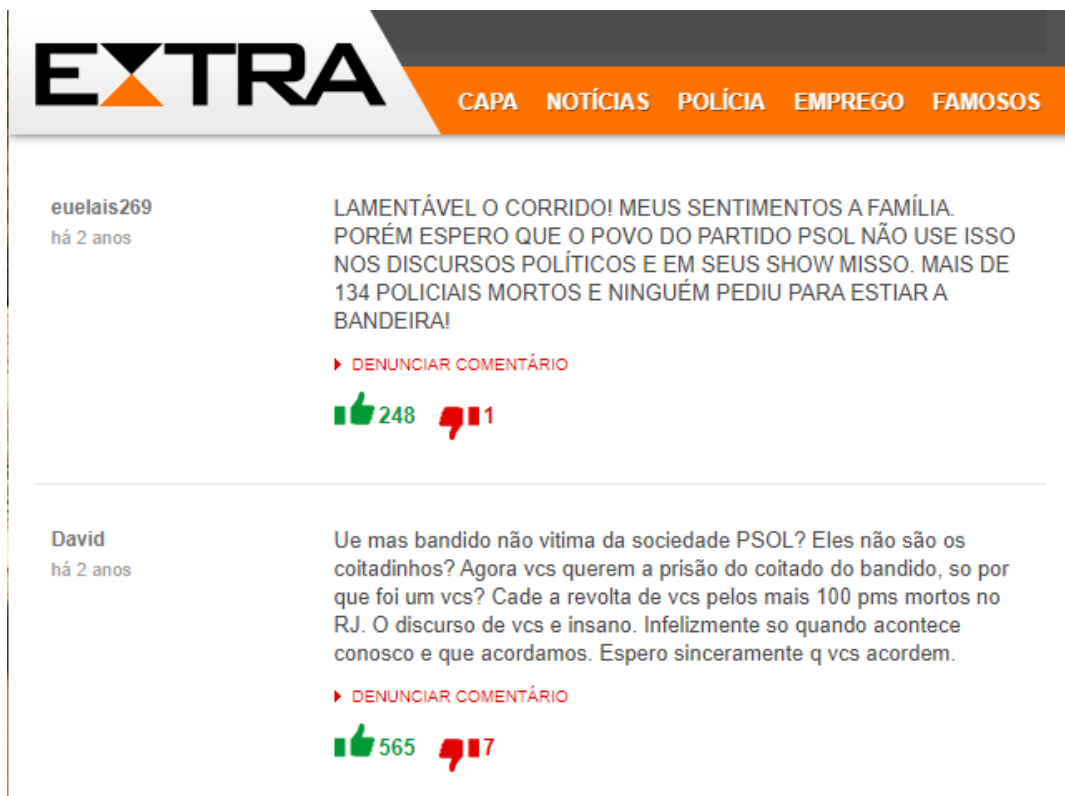 EXTRA
CAPA NOTÍCIAS POLÍCIA EMPREGO FAMOSOS
euelais269
há 2 anos
LAMENTÁVEL O CORRIDO! MEUS SENTIMENTOS A FAMÍLIA.
PORÉM ESPERO QUE O POVO DO PARTIDO PSOL NÃO USE ISSO
NOS DISCURSOS POLÍTICOS E EM SEUS SHOW MISSO. MAIS DE
134 POLICIAIS MORTOS E NINGUÉM PEDIU PARA ESTIAR A
BANDEIRA!
DENUNCIAR COMENTÁRIO
248 1
David
há 2 anos
Ue mas bandido não vitima da sociedade PSOL? Eles não são os
coitadinhos? Agora vcs querem a prisão do coitado do bandido, so por
que foi um vcs? Cade a revolta de vcs pelos mais 100 pms mortos no
RJ. O discurso de vcs e insano. Infelizmente so quando acontece
conosco e que acordamos. Espero sinceramente q vcs acordem.
DENUNCIAR COMENTÁRIO
565 7